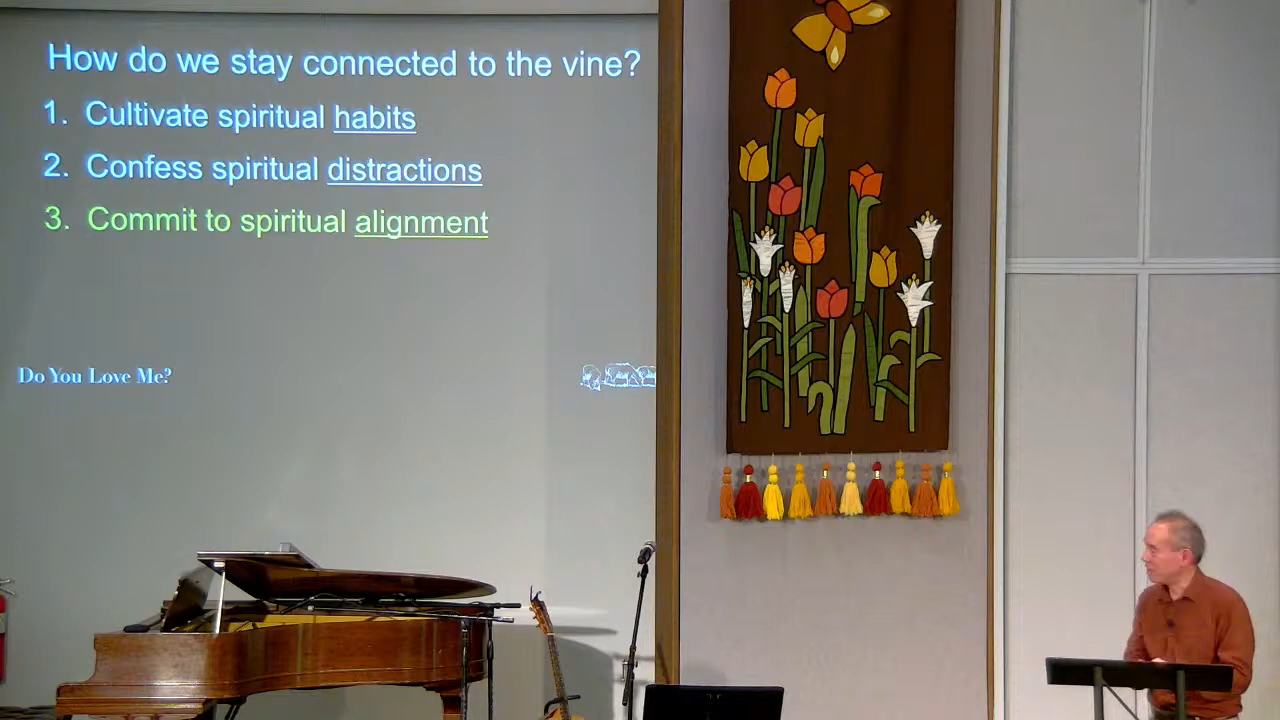 How do we stay connected to the vine?
1. Cultivate spiritual habits
2. Confess spiritual distractions
3. Commit to spiritual alignment
Do You Love Me?